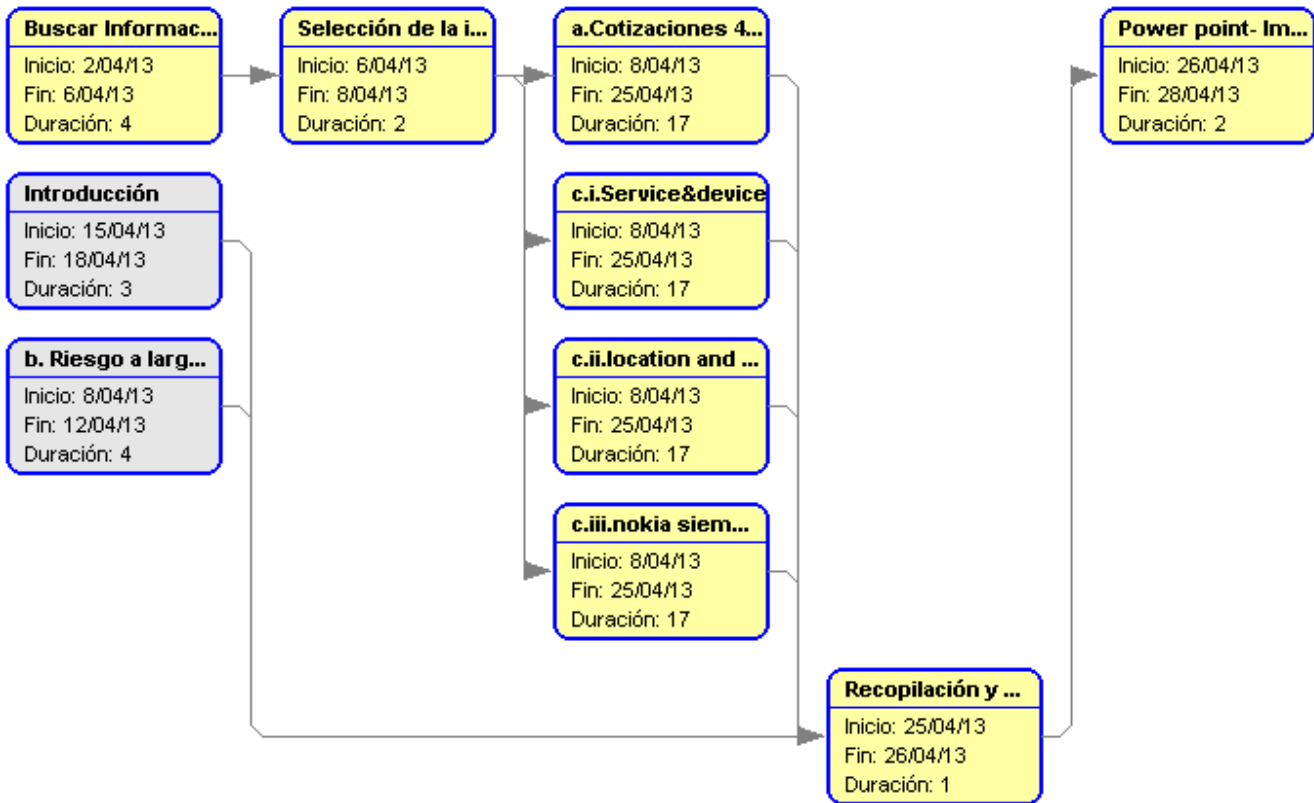 Buscar Informac...
Inicio: 2/04/13
Fin: 6/04/13
Duración: 4
Selección de la i...
Inicio: 6/04/13
Fin: 8/04/13
Duración: 2
a.Cotizaciones 4...
Inicio: 8/04/13
Fin: 25/04/13
Duración: 17
Power point- Im...
Inicio: 26/04/13
Fin: 28/04/13
Duración: 2
Introducción
Inicio: 15/04/13
Fin: 18/04/13
Duración: 3
c.i.Service&device
Inicio: 8/04/13
Fin: 25/04/13
Duración: 17
b. Riesgo a larg...
Inicio: 8/04/13
Fin: 12/04/13
Duración: 4
c.ii.location and ...
Inicio: 8/04/13
Fin: 25/04/13
Duración: 17
c.iii.nokia siem...
Inicio: 8/04/13
Fin: 25/04/13
Duración: 17
Recopilación y ...
Inicio: 25/04/13
Fin: 26/04/13
Duración: 1